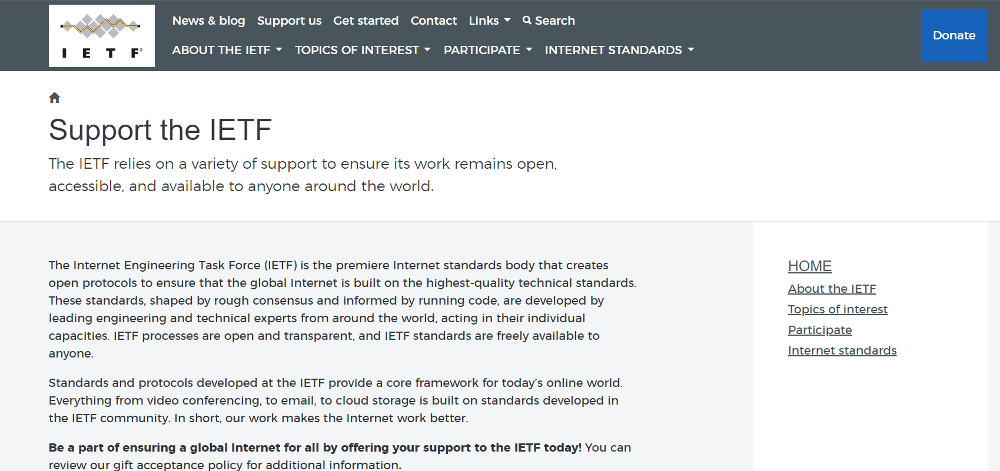 News & blog Support us Get started Contact Links Search
Donate
I E T F®
ABOUT THE IETF TOPICS OF INTEREST PARTICIPATE INTERNET STANDARDS
Support the IETF
The IETF relies on a variety of support to ensure its work remains open,
accessible, and available to anyone around the world.
The Internet Engineering Task Force (IETF) is the premiere Internet standards body that creates
open protocols to ensure that the global Internet is built on the highest-quality technical standards.
These standards, shaped by rough consensus and informed by running code, are developed by
leading engineering and technical experts from around the world, acting in their individual
capacities. IETF processes are open and transparent, and IETF standards are freely available to
anyone.
Standards and protocols developed at the IETF provide a core framework for today’s online world.
Everything from video conferencing, to email, to cloud storage is built on standards developed in
the IETF community. In short, our work makes the Internet work better.
Be a part of ensuring a global Internet for all by offering your support to the IETF today! You can
review our gift acceptance policy for additional information.
HOME
About the IETF
Topics of interest
Participate
Internet standards